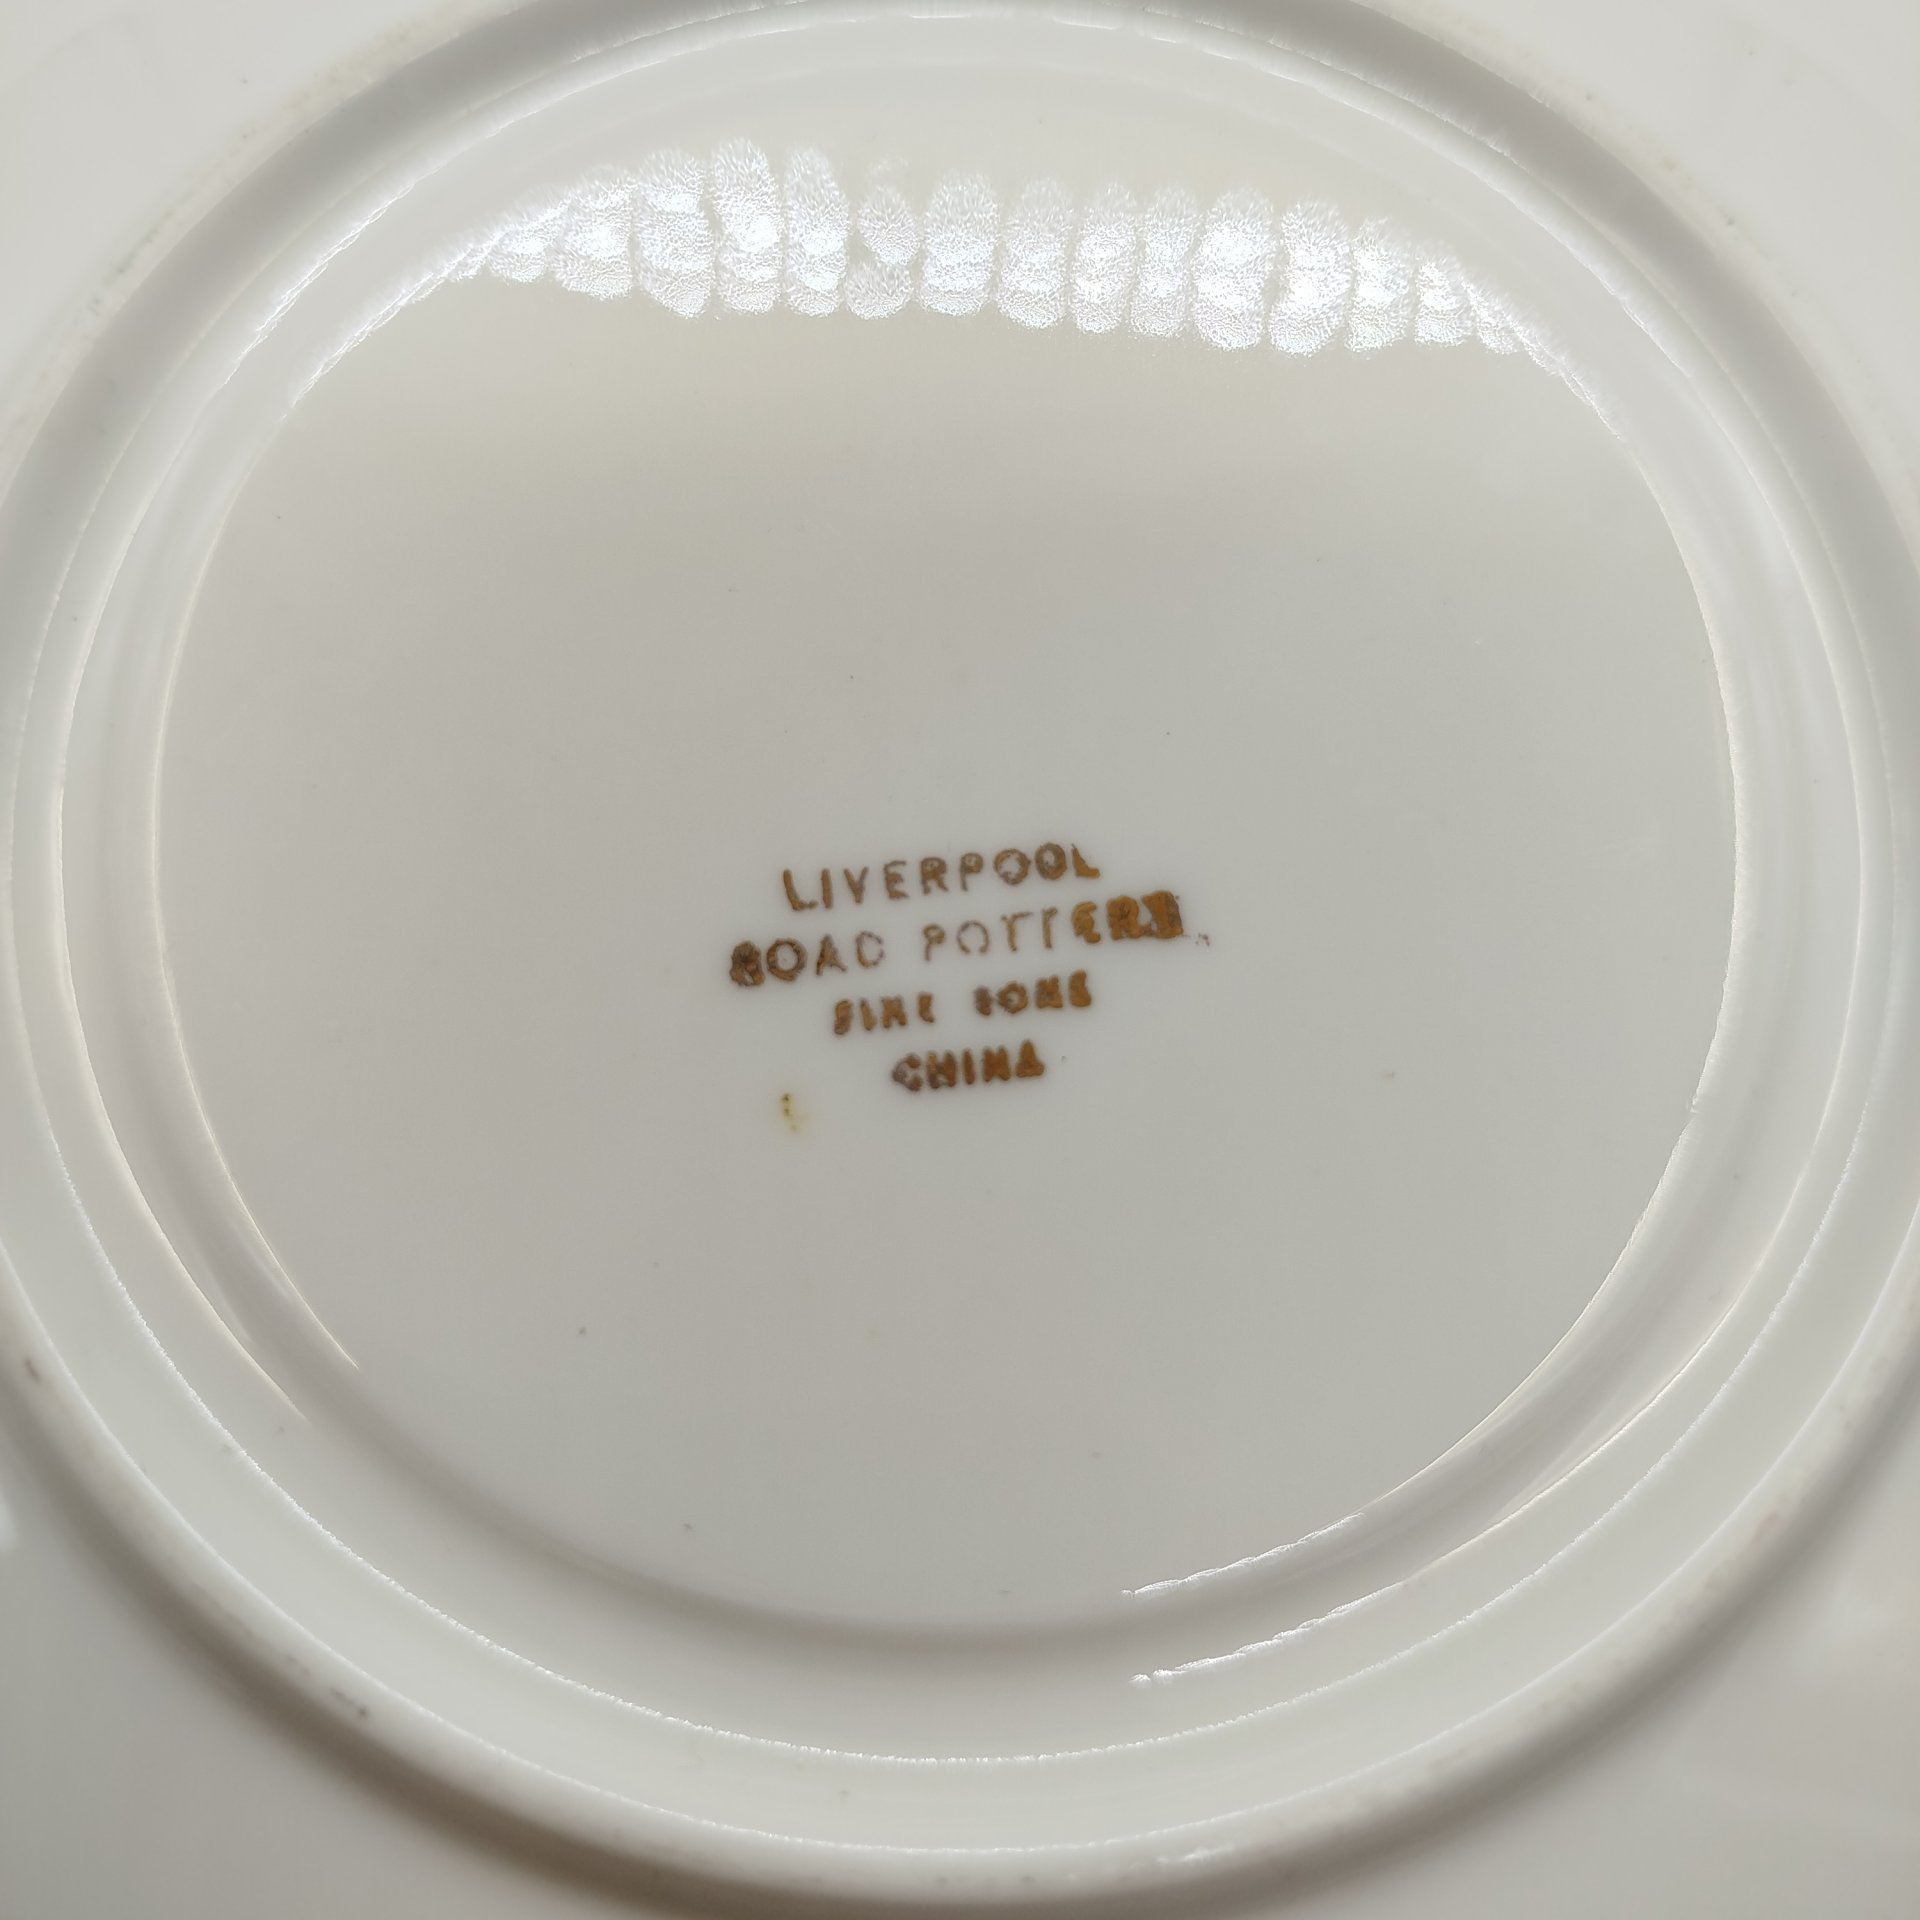 LIVERPOOL
ROAD POTTERY
FINE BONE
CHINA